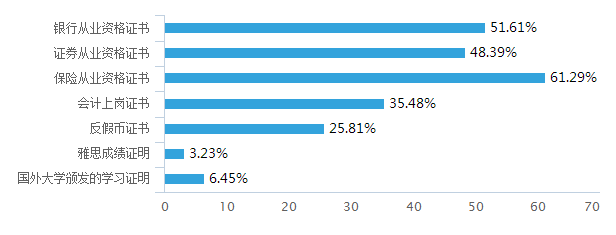 银行从业资格证书 51.61%
证券从业资格证书 48.39%
保险从业资格证书 61.29%
会计上岗证书 35.48%
反假币证书 25.81%
雅思成绩证明 3.23%
国外大学颁发的学习证明 6.45%
0 10 20 30 40 50 60 70